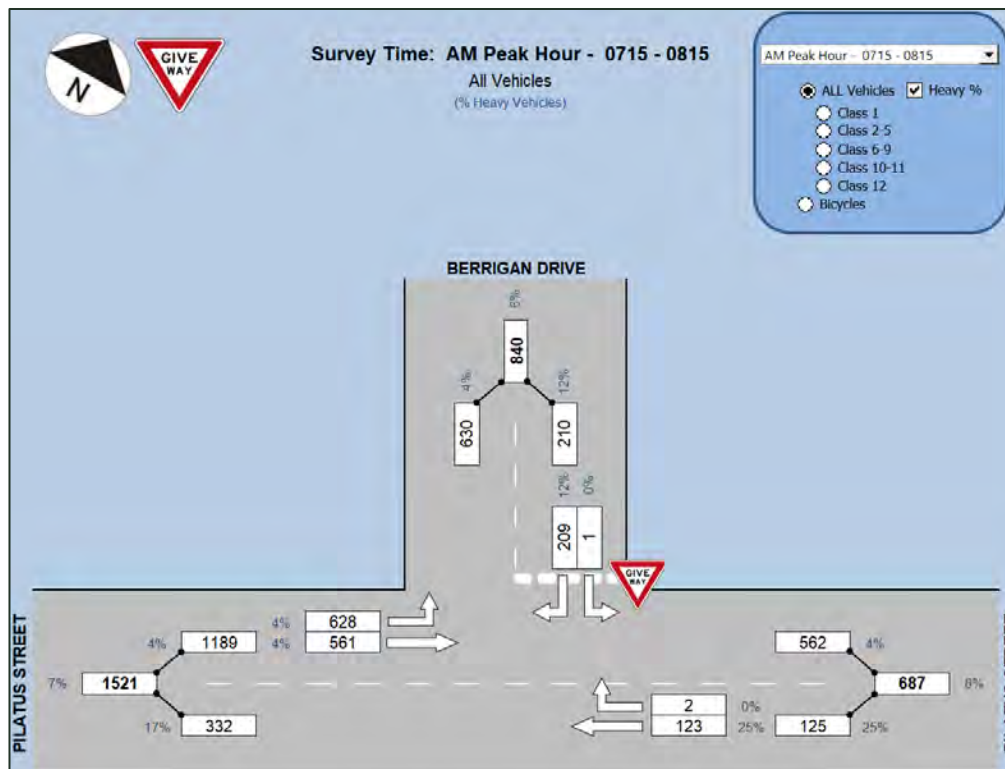 N
GIVE
WAY
Survey Time: AM Peak Hour - 0715 - 0815
All Vehicles
(% Heavy Vehicles)
AM Peak Hour - 0715 - 0815
ALL Vehicles
Heavy %
Class 1
Class 2-5
Class 6-9
Class 10-11
Class 12
Bicycles
BERRIGAN DRIVE
6%
840
4%
12%
630
210
12%
0%
209
1
GIVE
WAY
4%
628
4%
561
4%
1189
7%
1521
17%
332
562
4%
687
8%
2
0%
123
25%
125
25%
PILATUS STREET